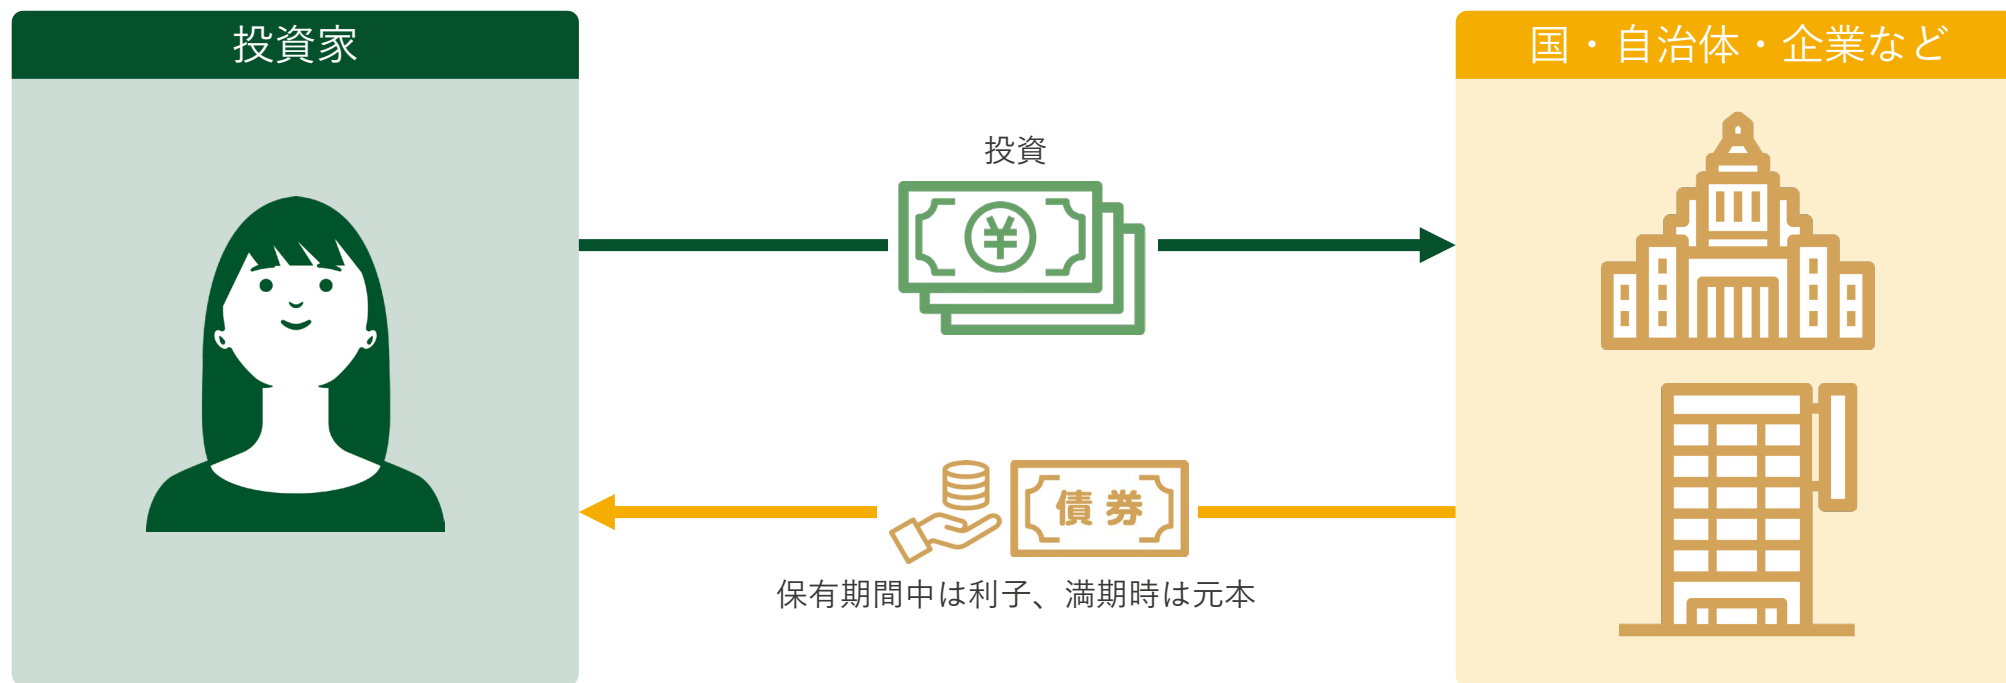 投資家
国・自治体・企業など
投資
¥
債券
保有期間中は利子、満期時は元本